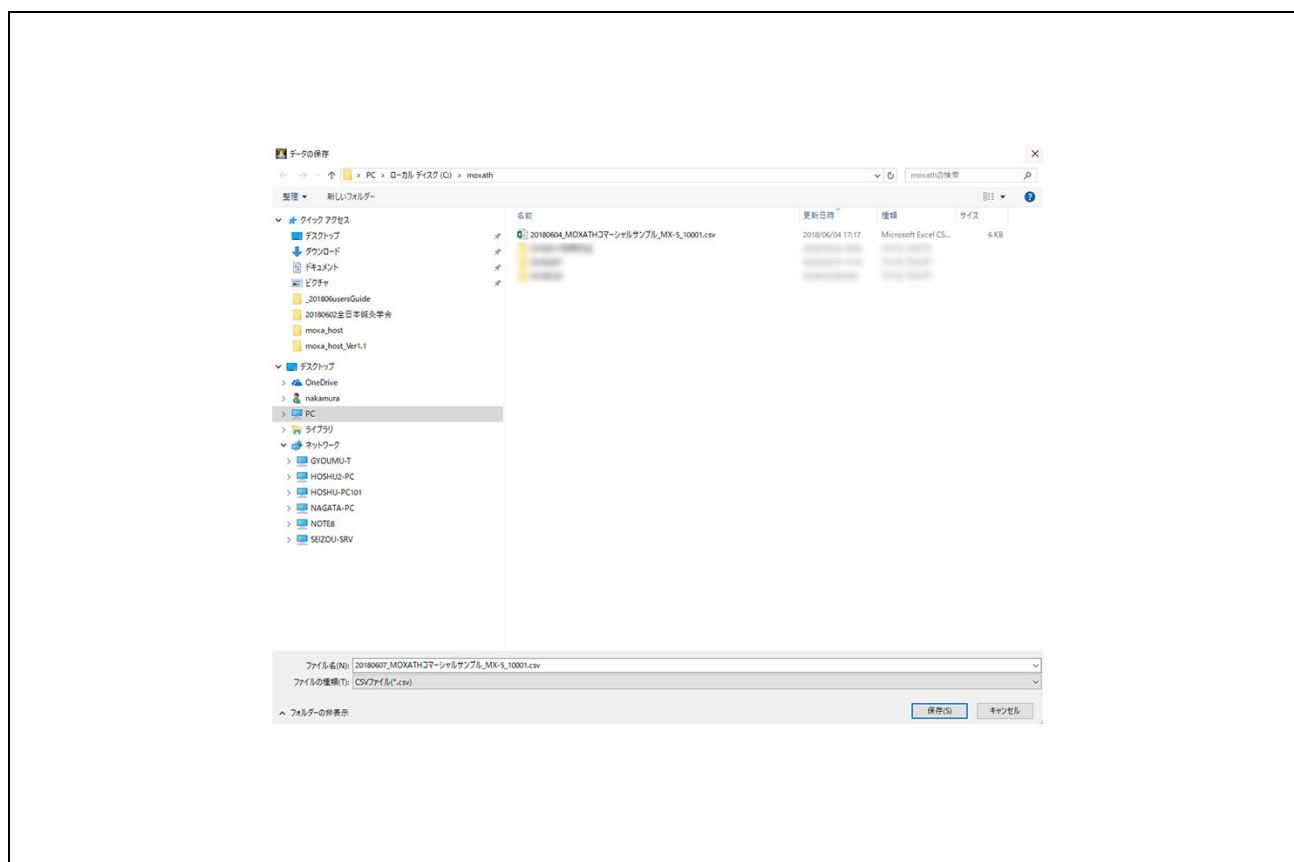 データの保存
PC › ローカル ディスク (C:) › moxath
moxathの検索
整理
新しいフォルダー
名前
更新日時
種類
サイズ
クイック アクセス
デスクトップ
ダウンロード
ドキュメント
ピクチャ
_201806usersGuide
20180602全日本鍼灸学会
moxa_host
moxa_host_Ver1.1
デスクトップ
OneDrive
nakamura
PC
ライブラリ
ネットワーク
GYOUMU-T
HOSHU2-PC
HOSHU-PC101
NAGATA-PC
NOTE8
SEIZOU-SRV
20180604_MOXATHコマーシャルサンプル_MX-5_10001.csv
2018/06/04 17:17
Microsoft Excel CS...
6 KB
ファイル名(N): 20180607_MOXATHコマーシャルサンプル_MX-5_10001.csv
ファイルの種類(T): CSVファイル(*.csv)
フォルダーの非表示
保存(S)
キャンセル